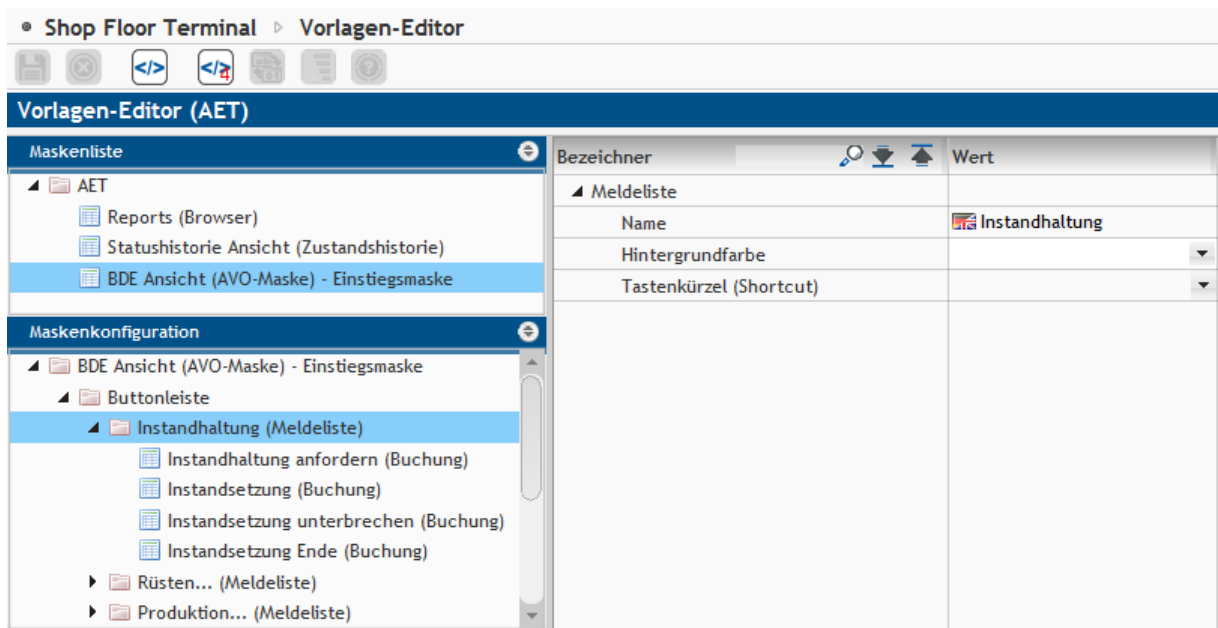 Shop Floor Terminal Vorlagen-Editor
</>
</> 4
Vorlagen-Editor (AET)
Maskenliste
AET
Reports (Browser)
Statushistorie Ansicht (Zustandshistorie)
BDE Ansicht (AVO-Maske) - Einstiegsmaske
Maskenkonfiguration
BDE Ansicht (AVO-Maske) - Einstiegsmaske
Buttonleiste
Instandhaltung (Meldeliste)
Instandhaltung anfordern (Buchung)
Instandsetzung (Buchung)
Instandsetzung unterbrechen (Buchung)
Instandsetzung Ende (Buchung)
Rüsten... (Meldeliste)
Produktion... (Meldeliste)
Bezeichner Wert
Meldeliste
Name Instandhaltung
Hintergrundfarbe
Tastenkürzel (Shortcut)